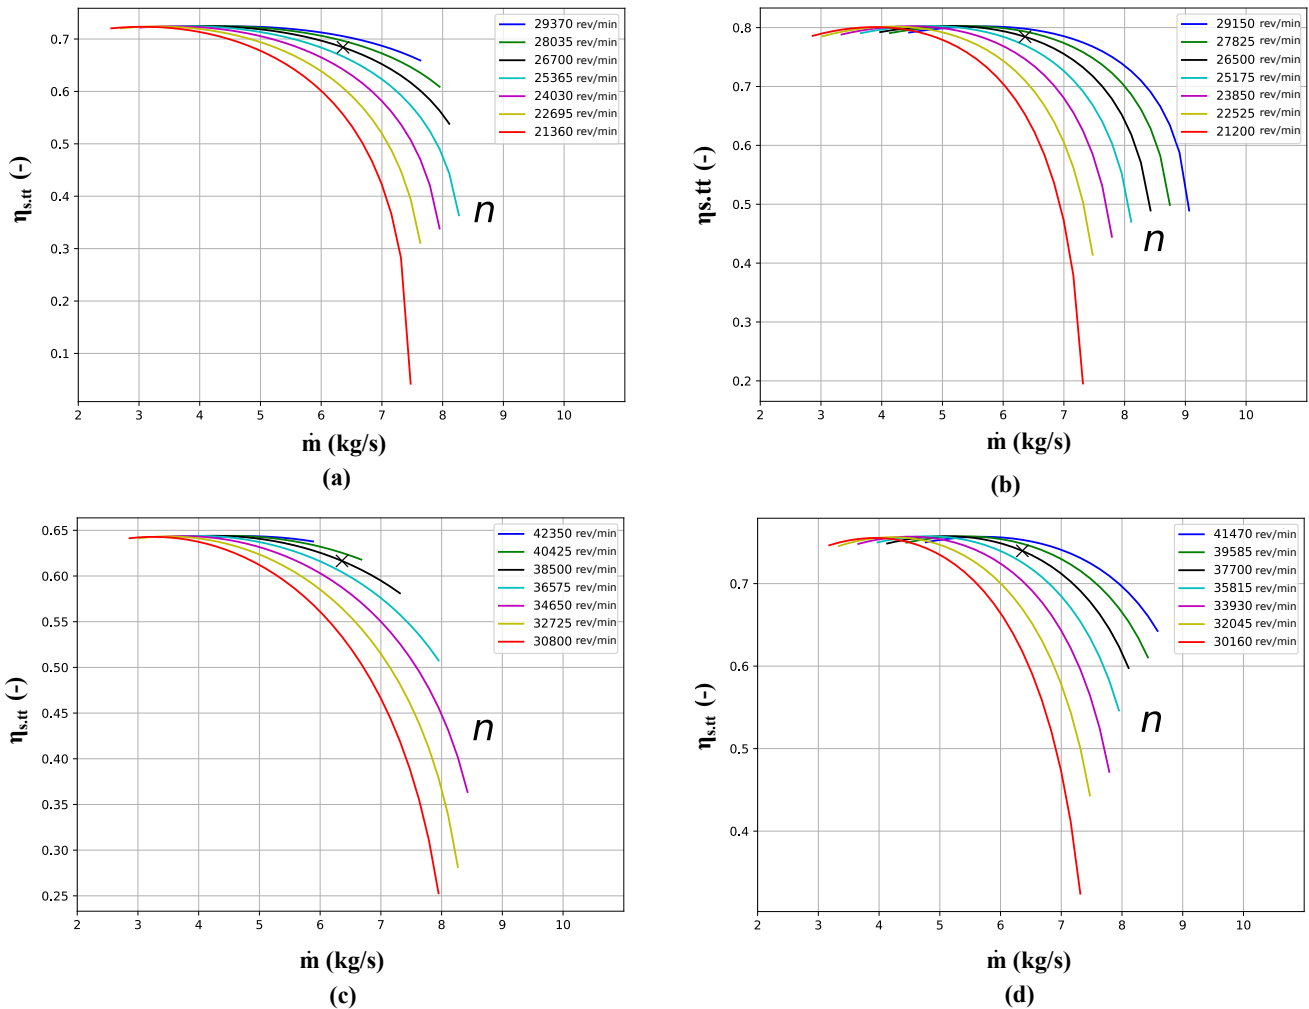 29370 rev/min
28035 rev/min
26700 rev/min
25365 rev/min
24030 rev/min
22695 rev/min
21360 rev/min
0.7
0.6
0.5
0.4
0.3
0.2
0.1
ηs.tt (-)
n
2 3 4 5 6 7 8 9 10
ṁ (kg/s)
(a)
29150 rev/min
27825 rev/min
26500 rev/min
25175 rev/min
23850 rev/min
22525 rev/min
21200 rev/min
0.8
0.7
0.6
0.5
0.4
0.3
0.2
ηs.tt (-)
n
2 3 4 5 6 7 8 9 10
ṁ (kg/s)
(b)
42350 rev/min
40425 rev/min
38500 rev/min
36575 rev/min
34650 rev/min
32725 rev/min
30800 rev/min
0.65
0.60
0.55
0.50
0.45
0.40
0.35
0.30
0.25
ηs.tt (-)
n
2 3 4 5 6 7 8 9 10
ṁ (kg/s)
(c)
41470 rev/min
39585 rev/min
37700 rev/min
35815 rev/min
33930 rev/min
32045 rev/min
30160 rev/min
0.7
0.6
0.5
0.4
ηs.tt (-)
n
2 3 4 5 6 7 8 9 10
ṁ (kg/s)
(d)